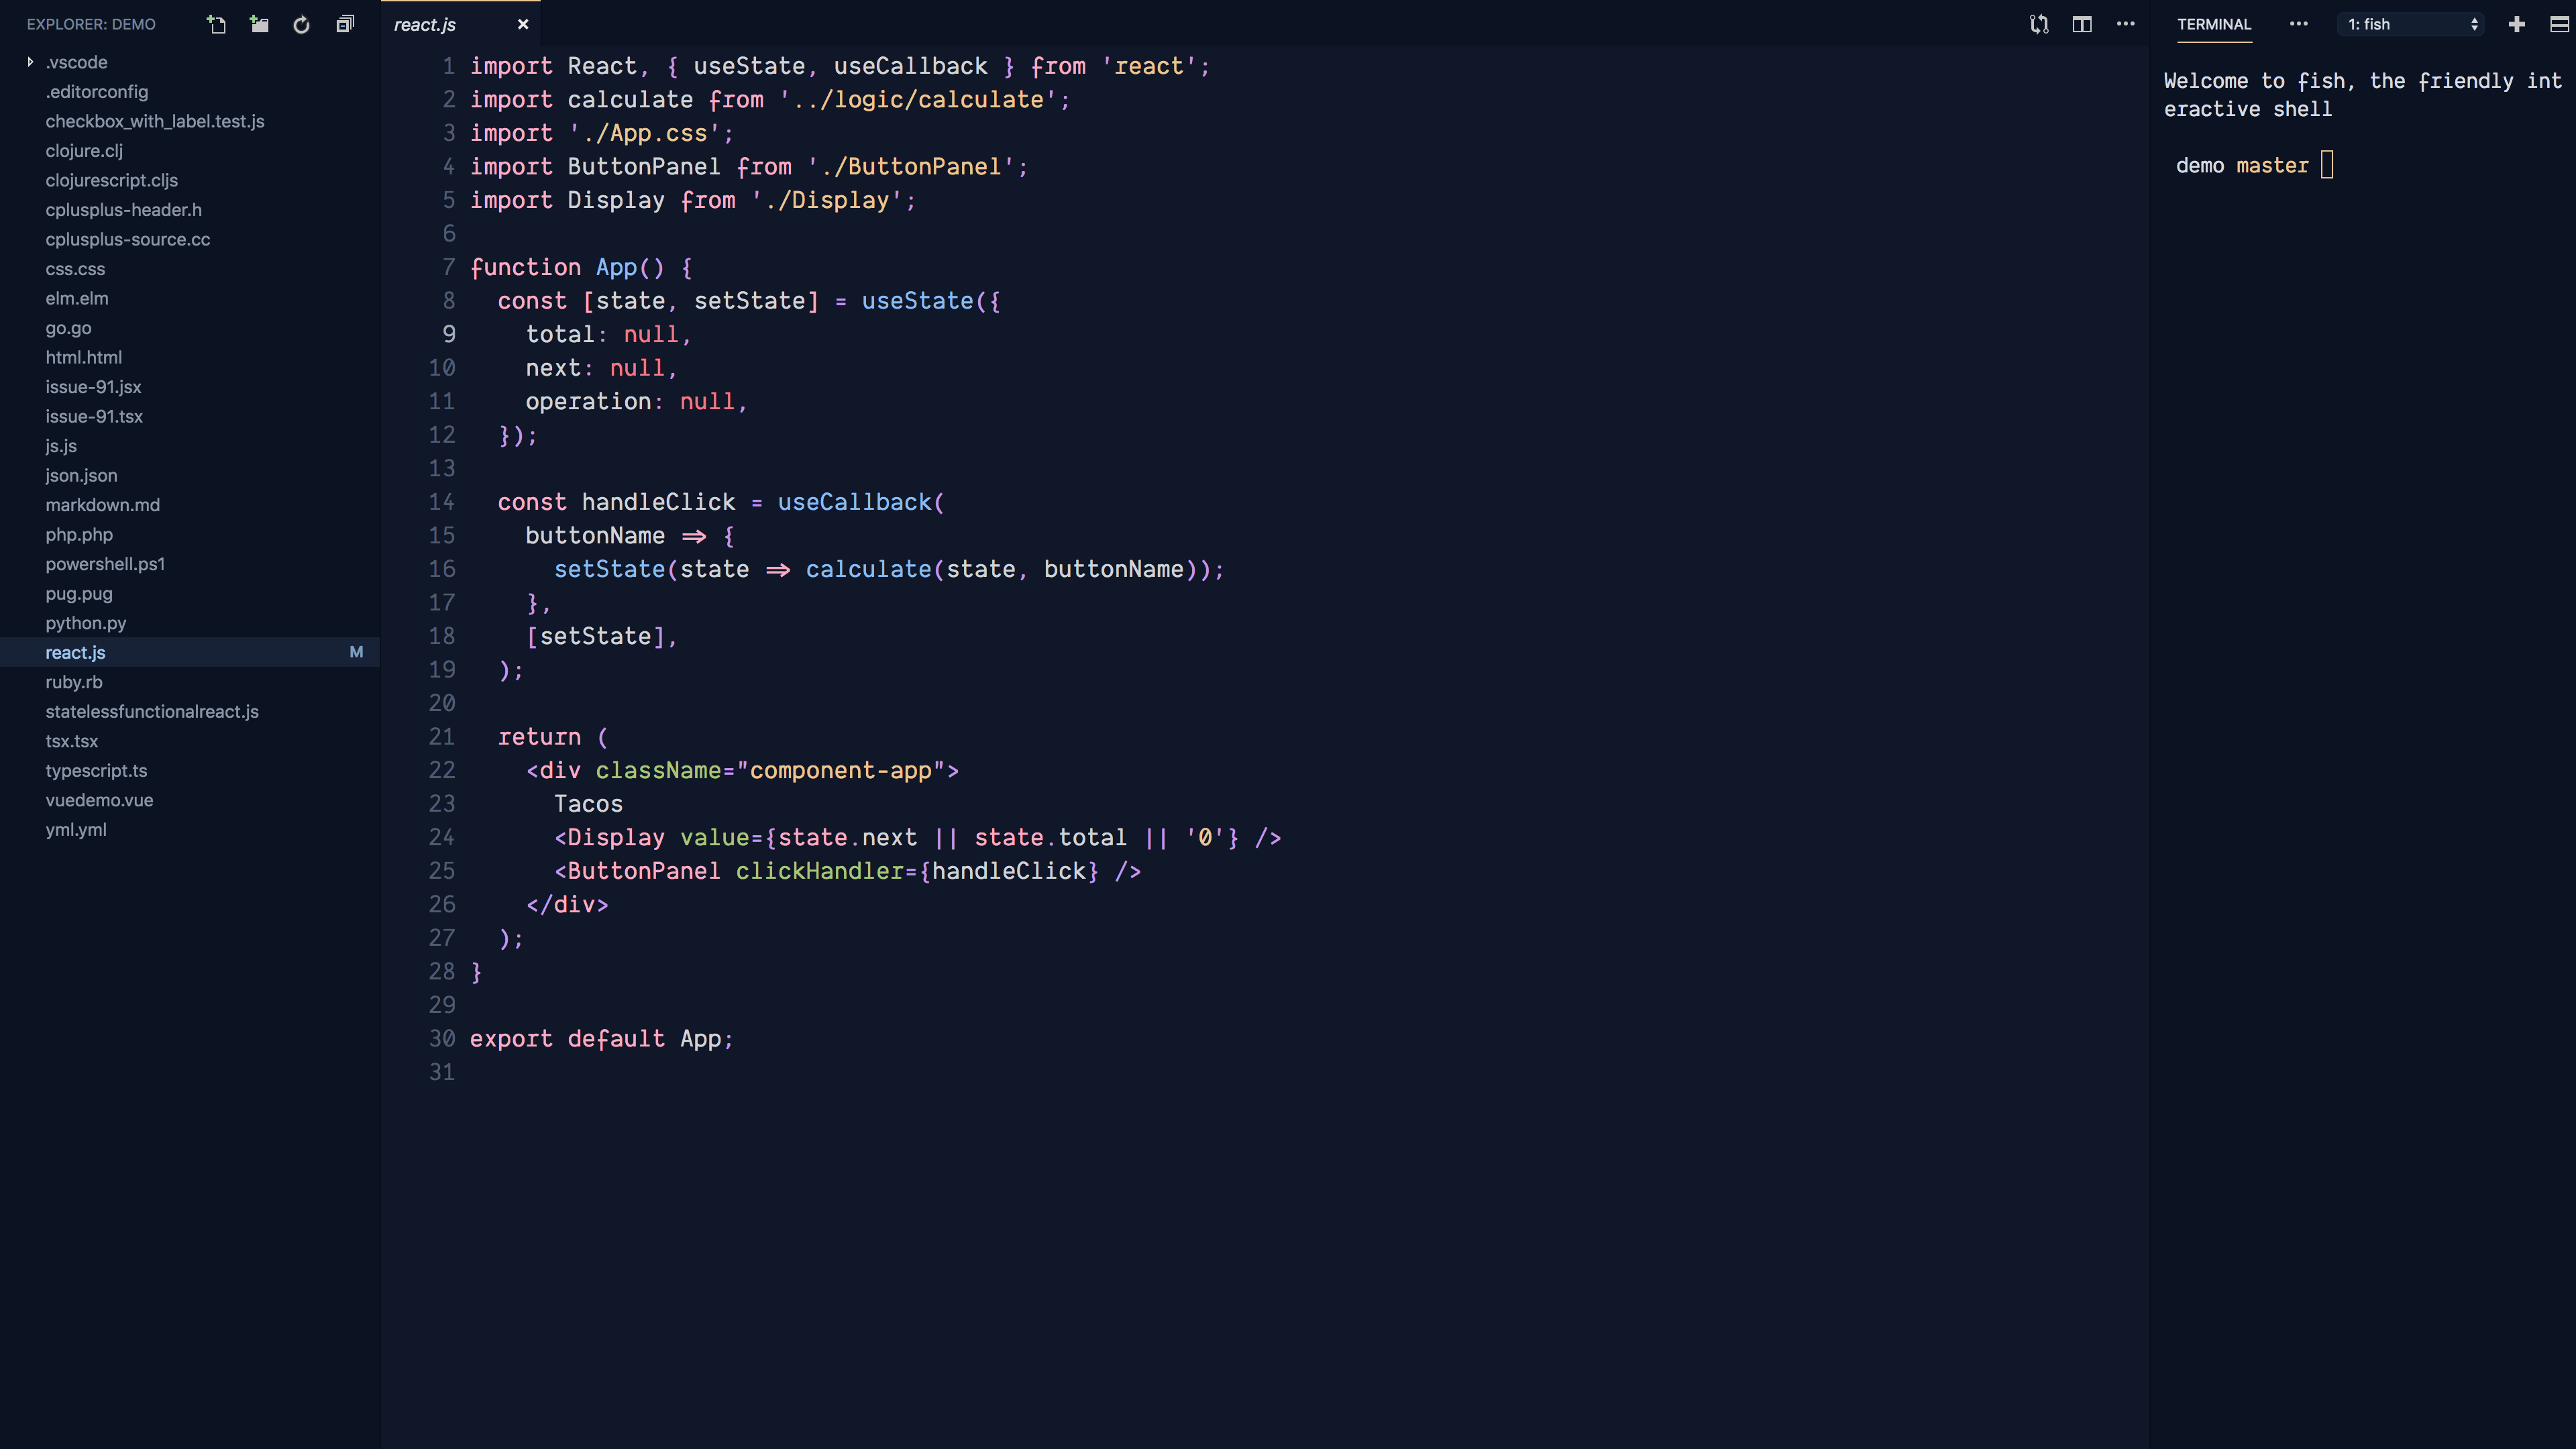 EXPLORER: DEMO
.vscode
.editorconfig
checkbox_with_label.test.js
clojure.clj
clojurescript.cljs
cplusplus-header.h
cplusplus-source.cc
css.css
elm.elm
go.go
html.html
issue-91.jsx
issue-91.tsx
js.js
json.json
markdown.md
php.php
powershell.ps1
pug.pug
python.py
react.js M
ruby.rb
statelessfunctionalreact.js
tsx.tsx
typescript.ts
vuedemo.vue
yml.yml
react.js
1 import React, { useState, useCallback } from 'react';
2 import calculate from '../logic/calculate';
3 import './App.css';
4 import ButtonPanel from './ButtonPanel';
5 import Display from './Display';
6
7 function App() {
8   const [state, setState] = useState({
9     total: null,
10     next: null,
11     operation: null,
12   });
13
14   const handleClick = useCallback(
15     buttonName => {
16       setState(state => calculate(state, buttonName));
17     },
18     [setState],
19   );
20
21   return (
22     <div className="component-app">
23       Tacos
24       <Display value={state.next || state.total || '0'} />
25       <ButtonPanel clickHandler={handleClick} />
26     </div>
27   );
28 }
29
30 export default App;
31
TERMINAL
1: fish
Welcome to fish, the friendly int
eractive shell
demo master